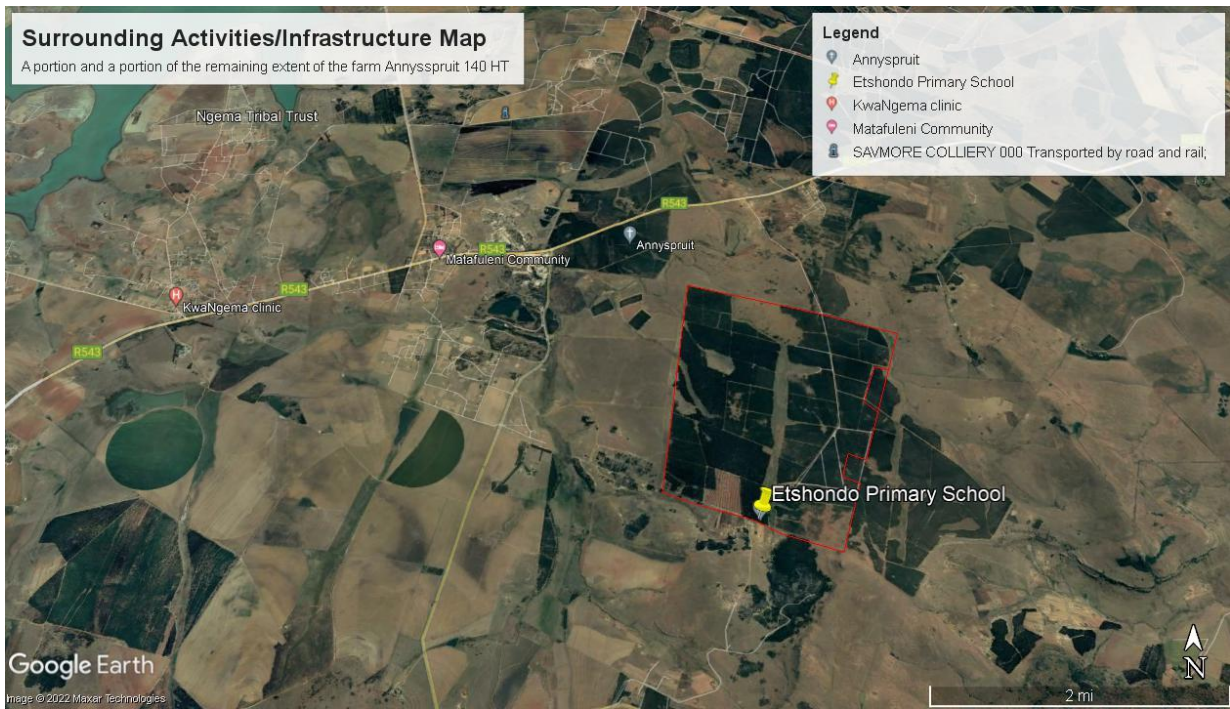 Surrounding Activities/Infrastructure Map
A portion and a portion of the remaining extent of the farm Annysspruit 140 HT
Legend
Annyspruit
Etshondo Primary School
KwaNgema clinic
Matafuleni Community
SAVMORE COLLIERY 000 Transported by road and rail;
Ngema Tribal Trust
R543
Annyspruit
R543
Matafuleni Community
R543
KwaNgema clinic
R543
Etshondo Primary School
Google Earth
Image © 2022 Maxar Technologies
N
2 mi